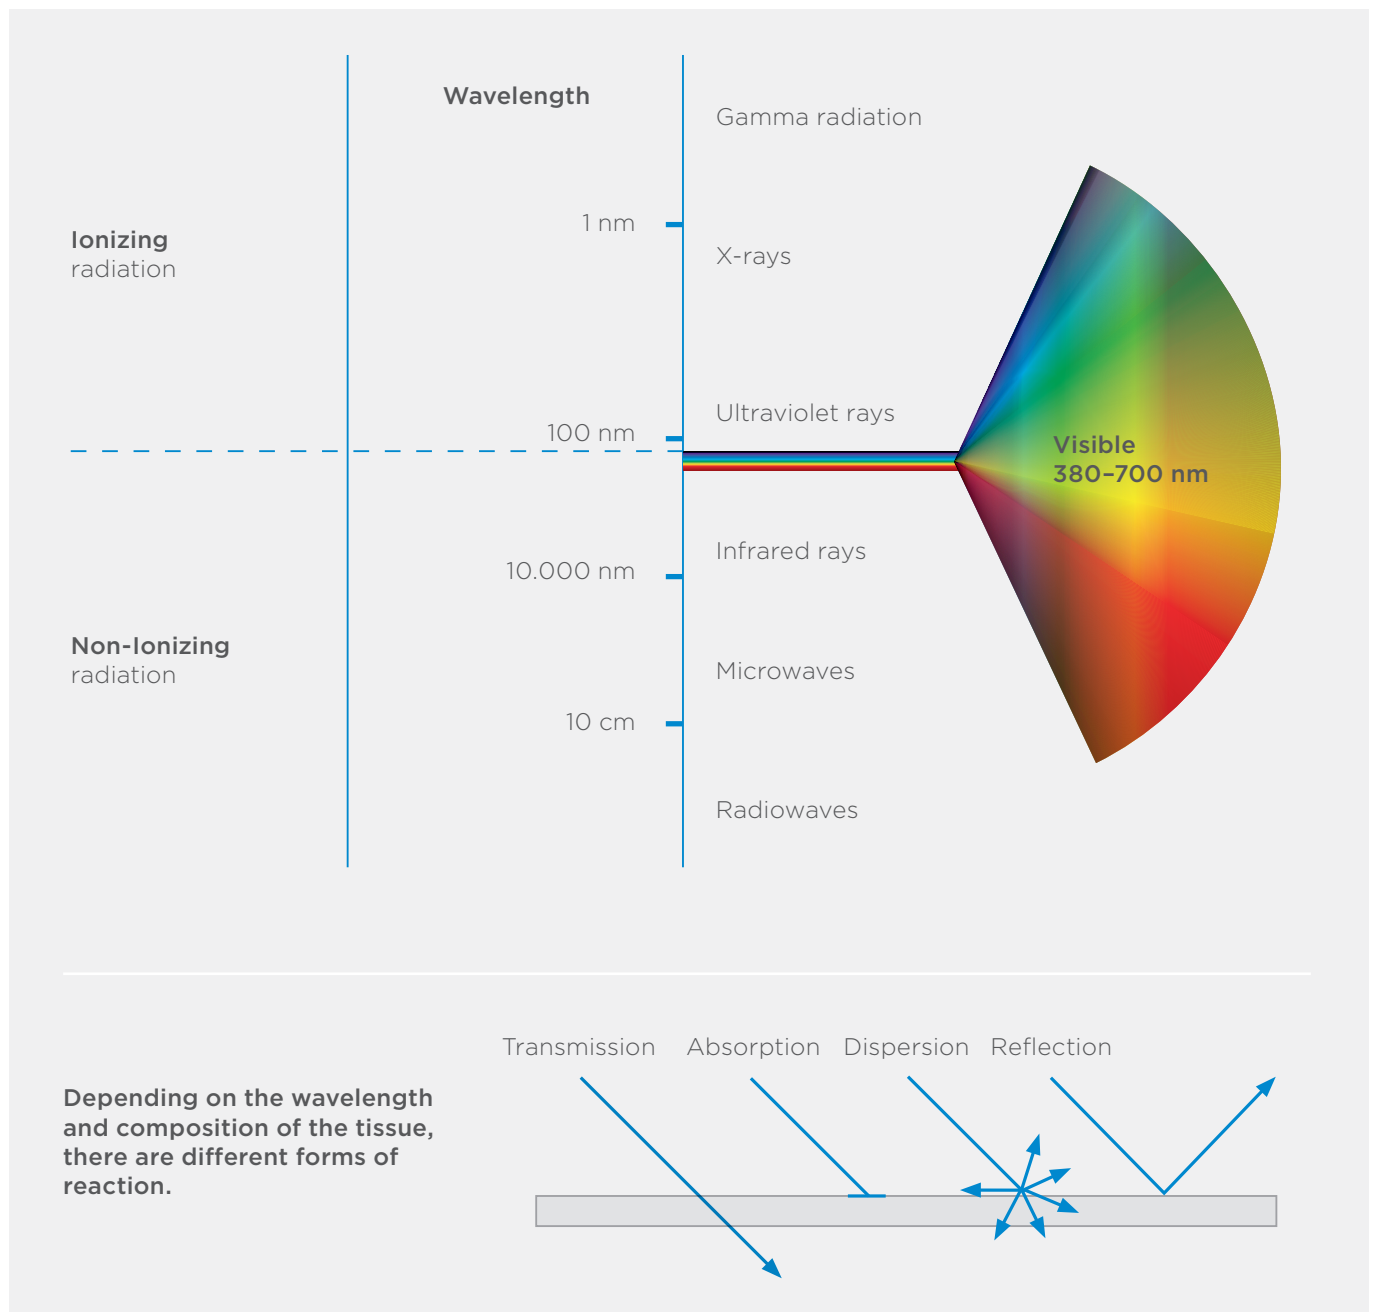 Wavelength
Gamma radiation
1 nm
Ionizing
radiation
X-rays
Ultraviolet rays
100 nm
Visible
380–700 nm
Infrared rays
10.000 nm
Non-Ionizing
radiation
Microwaves
10 cm
Radiowaves
Transmission
Absorption
Dispersion
Reflection
Depending on the wavelength
and composition of the tissue,
there are different forms of
reaction.